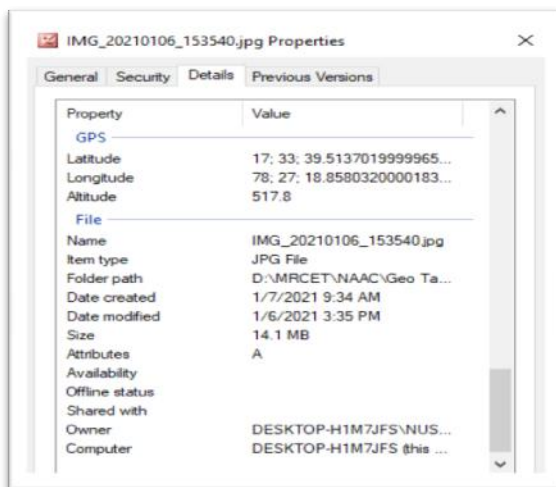 IMG_20210106_153540.jpg Properties
General Security Details Previous Versions
Property Value
GPS
Latitude 17; 33; 39.5137019999965...
Longitude 78; 27; 18.8580320000183...
Altitude 517.8
File
Name IMG_20210106_153540.jpg
Item type JPG File
Folder path D:\MRCET\NAAC\Geo Ta...
Date created 1/7/2021 9:34 AM
Date modified 1/6/2021 3:35 PM
Size 14.1 MB
Attributes A
Availability
Offline status
Shared with
Owner DESKTOP-H1M7JFS\NUS...
Computer DESKTOP-H1M7JFS (this ...